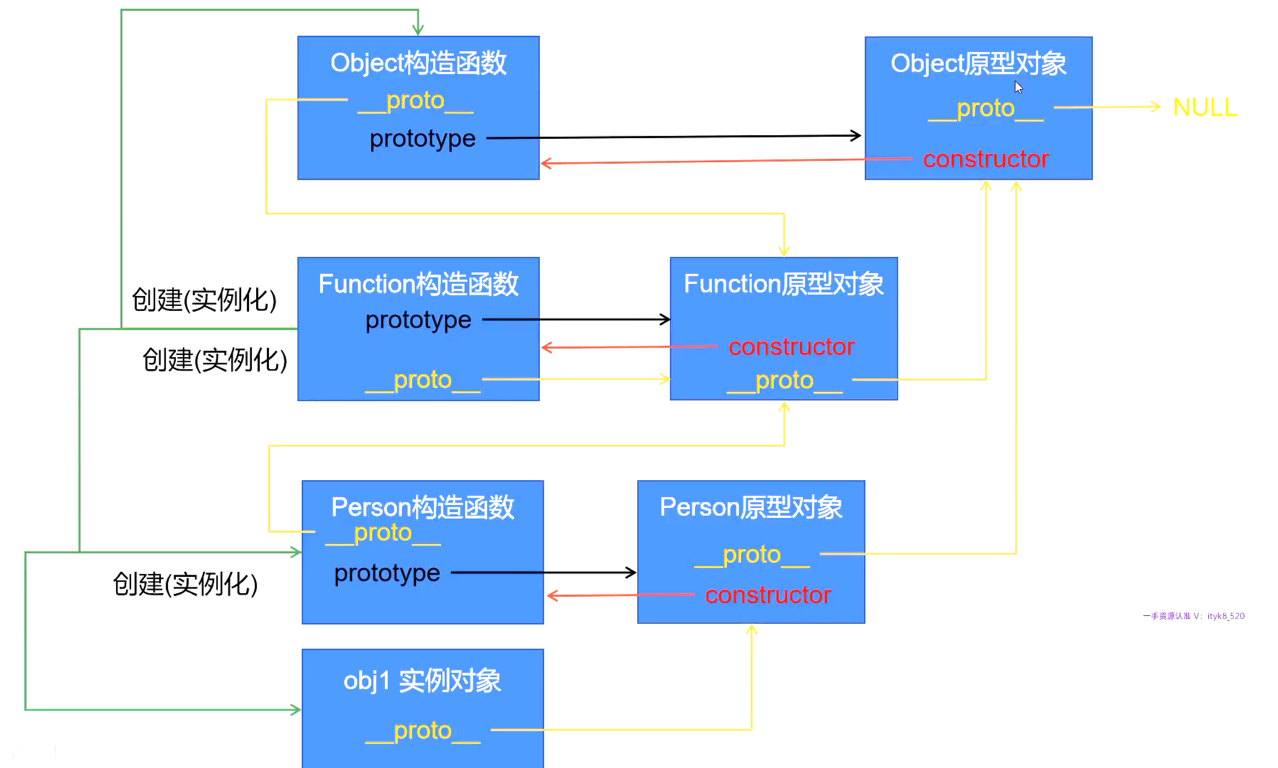 Object构造函数
__proto__
prototype
Object原型对象
__proto__
NULL
constructor
创建(实例化)
创建(实例化)
Function构造函数
prototype
__proto__
Function原型对象
constructor
__proto__
创建(实例化)
Person构造函数
__proto__
prototype
Person原型对象
__proto__
constructor
一手资源认准 V：ityk8_520
obj1 实例对象
__proto__